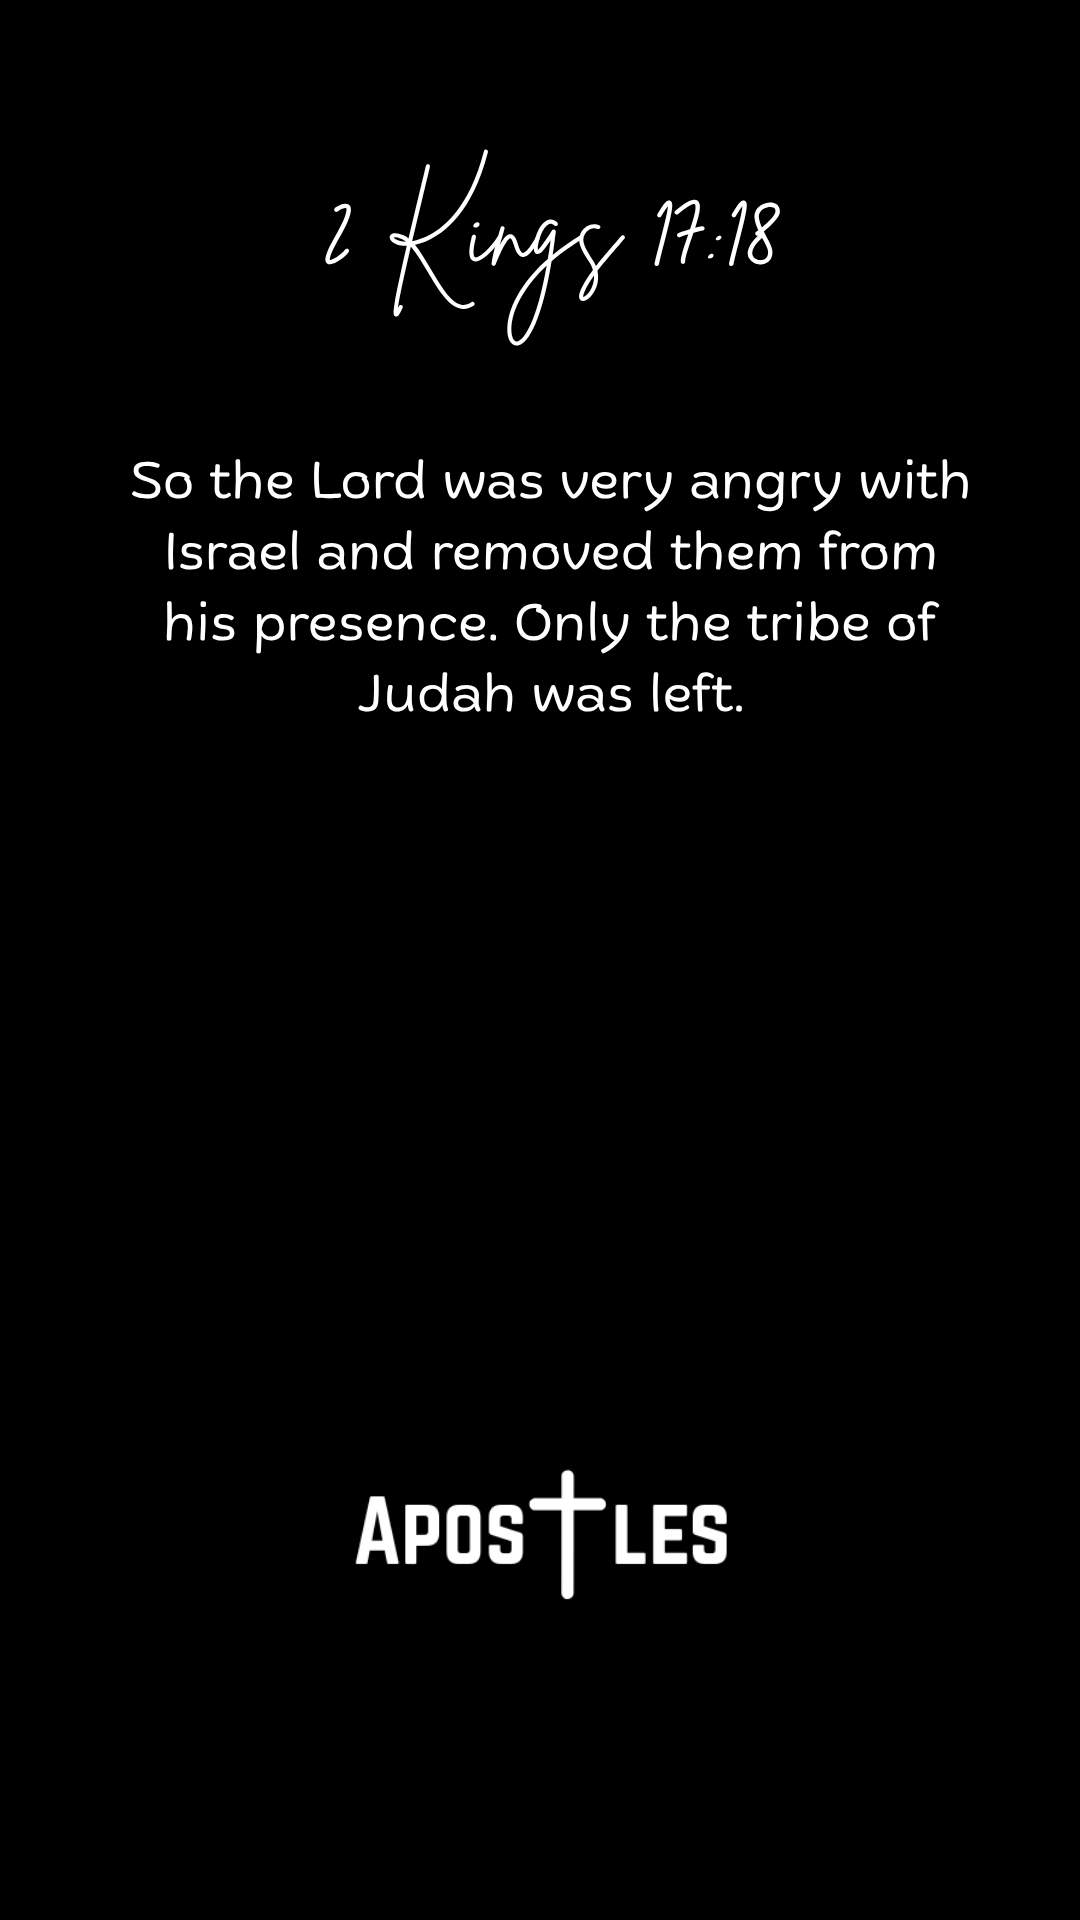 2 Kings 17:18
So the Lord was very angry with
Israel and removed them from
his presence. Only the tribe of
Judah was left.
APOSTLES